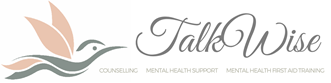 TalkWise
COUNSELLING MENTAL HEALTH SUPPORT MENTAL HEALTH FIRST AID TRAINING